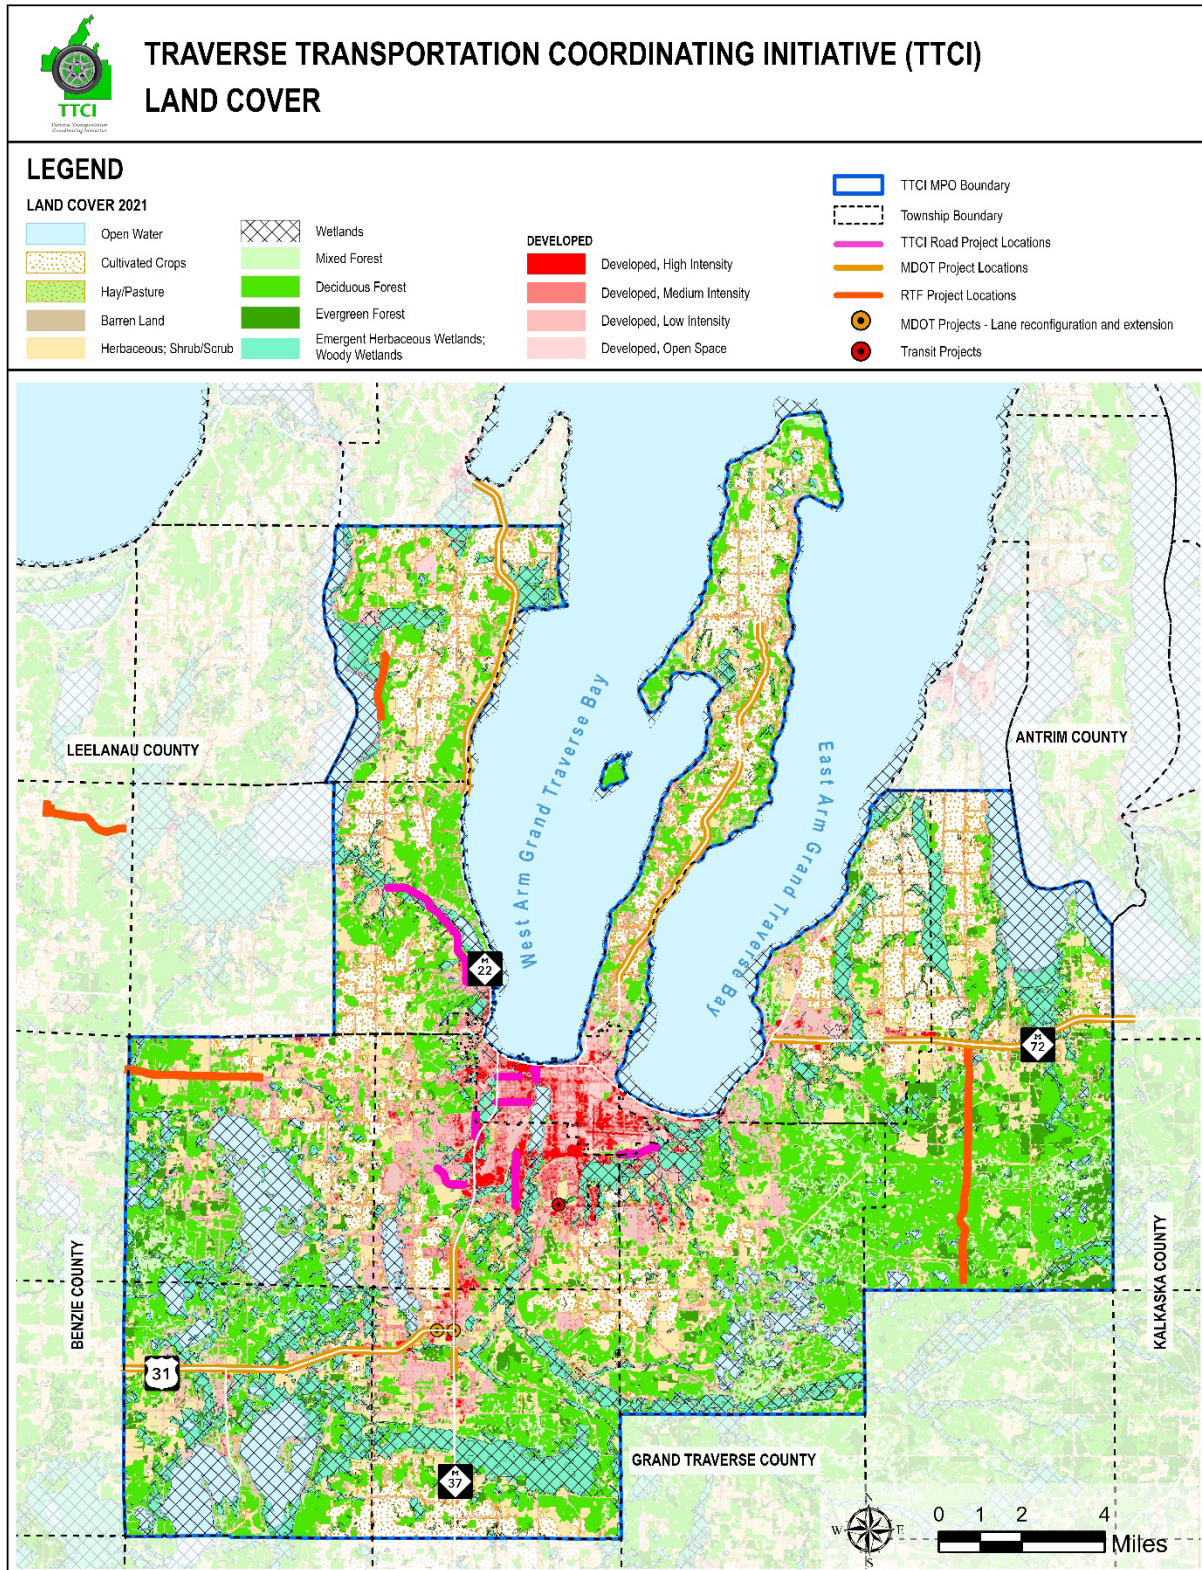 TRAVERSE TRANSPORTATION COORDINATING INITIATIVE (TTCI)
LAND COVER
TTCI
Traverse Transportation
Coordinating Initiative
LEGEND
LAND COVER 2021
Open Water
Cultivated Crops
Hay/Pasture
Barren Land
Herbaceous; Shrub/Scrub
Wetlands
Mixed Forest
Deciduous Forest
Evergreen Forest
Emergent Herbaceous Wetlands;
Woody Wetlands
DEVELOPED
Developed, High Intensity
Developed, Medium Intensity
Developed, Low Intensity
Developed, Open Space
TTCI MPO Boundary
Township Boundary
TTCI Road Project Locations
MDOT Project Locations
RTF Project Locations
MDOT Projects - Lane reconfiguration and extension
Transit Projects
LEELANAU COUNTY
ANTRIM COUNTY
West Arm Grand Traverse Bay
East Arm Grand Traverse Bay
M
22
M
72
BENZIE COUNTY
KALKASKA COUNTY
31
GRAND TRAVERSE COUNTY
M
37
N
W
E
S
0 1 2 4
Miles